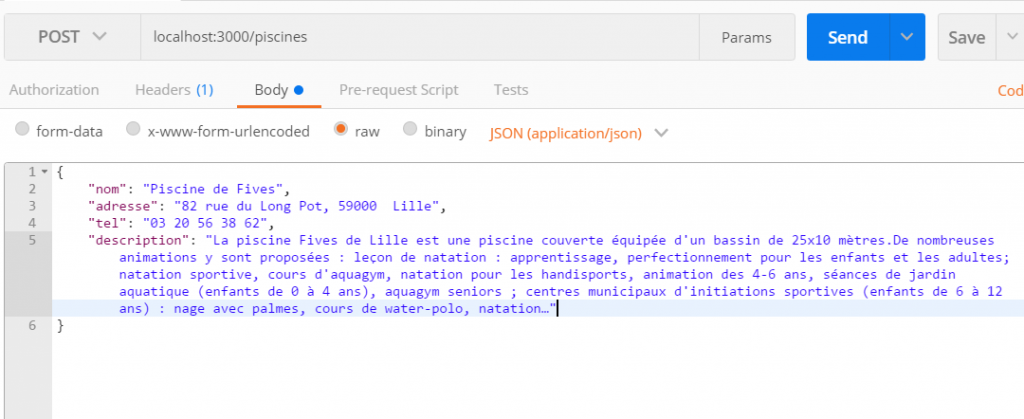 POST localhost:3000/piscines Params Send Save
Authorization Headers (1) Body Pre-request Script Tests Cod
form-data x-www-form-urlencoded raw binary JSON (application/json)
1 {
2 "nom": "Piscine de Fives",
3 "adresse": "82 rue du Long Pot, 59000  Lille",
4 "tel": "03 20 56 38 62",
5 "description": "La piscine Fives de Lille est une piscine couverte équipée d'un bassin de 25x10 mètres.De nombreuses
animations y sont proposées : leçon de natation : apprentissage, perfectionnement pour les enfants et les adultes;
natation sportive, cours d'aquagym, natation pour les handisports, animation des 4-6 ans, séances de jardin
aquatique (enfants de 0 à 4 ans), aquagym seniors ; centres municipaux d'initiations sportives (enfants de 6 à 12
ans) : nage avec palmes, cours de water-polo, natation…"
6 }